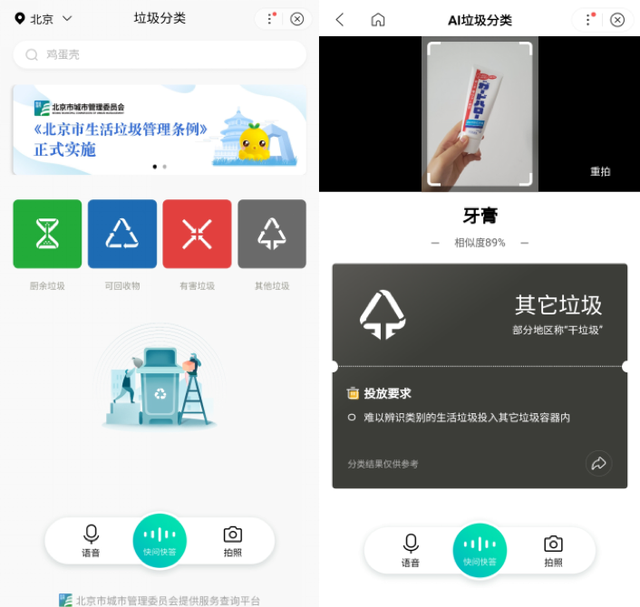 北京
垃圾分类
鸡蛋壳
北京市城市管理委员会
《北京市生活垃圾管理条例》
正式实施
厨余垃圾
可回收物
有害垃圾
其他垃圾
语音
快问快答
拍照
北京市城市管理委员会提供服务查询平台
AI垃圾分类
ガードハロー
重拍
牙膏
相似度89%
其它垃圾
部分地区称“干垃圾”
投放要求
难以辨识类别的生活垃圾投入其它垃圾容器内
分类结果仅供参考
语音
快问快答
拍照